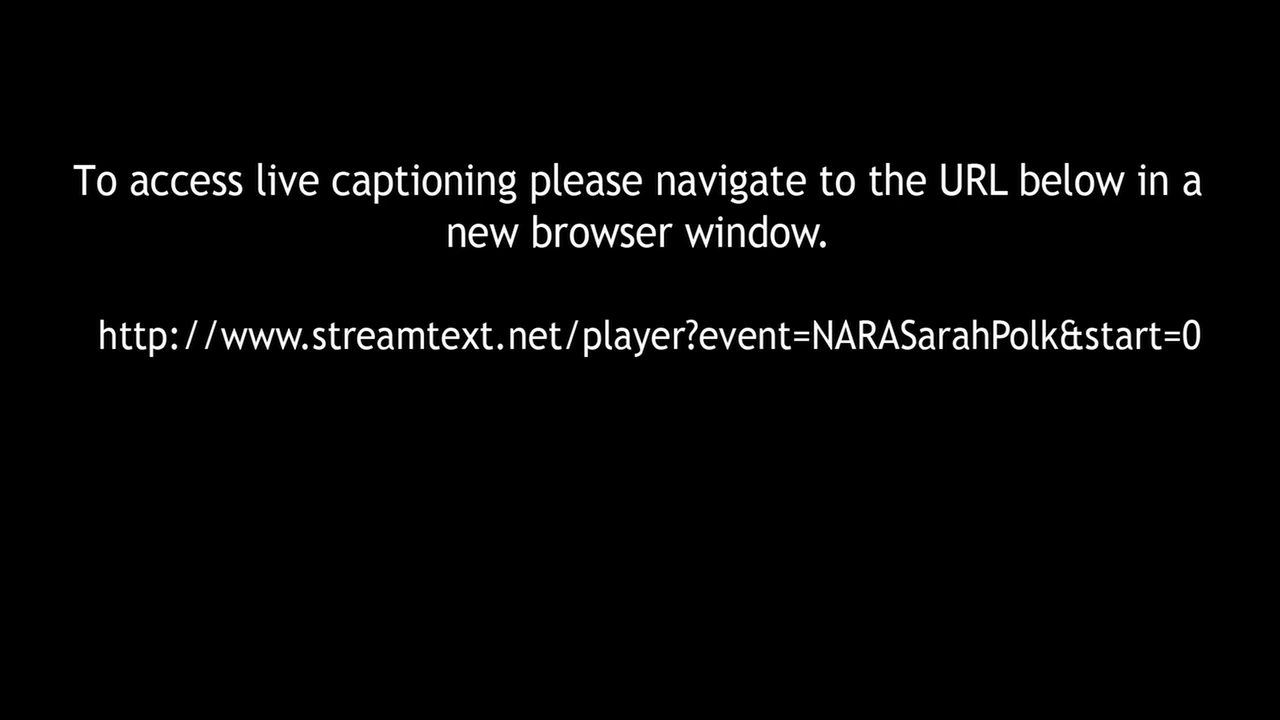 To access live captioning please navigate to the URL below in a
new browser window.
http://www.streamtext.net/player?event=NARASarahPolk&start=0